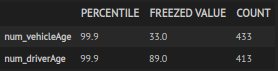 PERCENTILE FREEZED VALUE COUNT
num_vehicleAge 99.9 33.0 433
num_driverAge 99.9 89.0 413